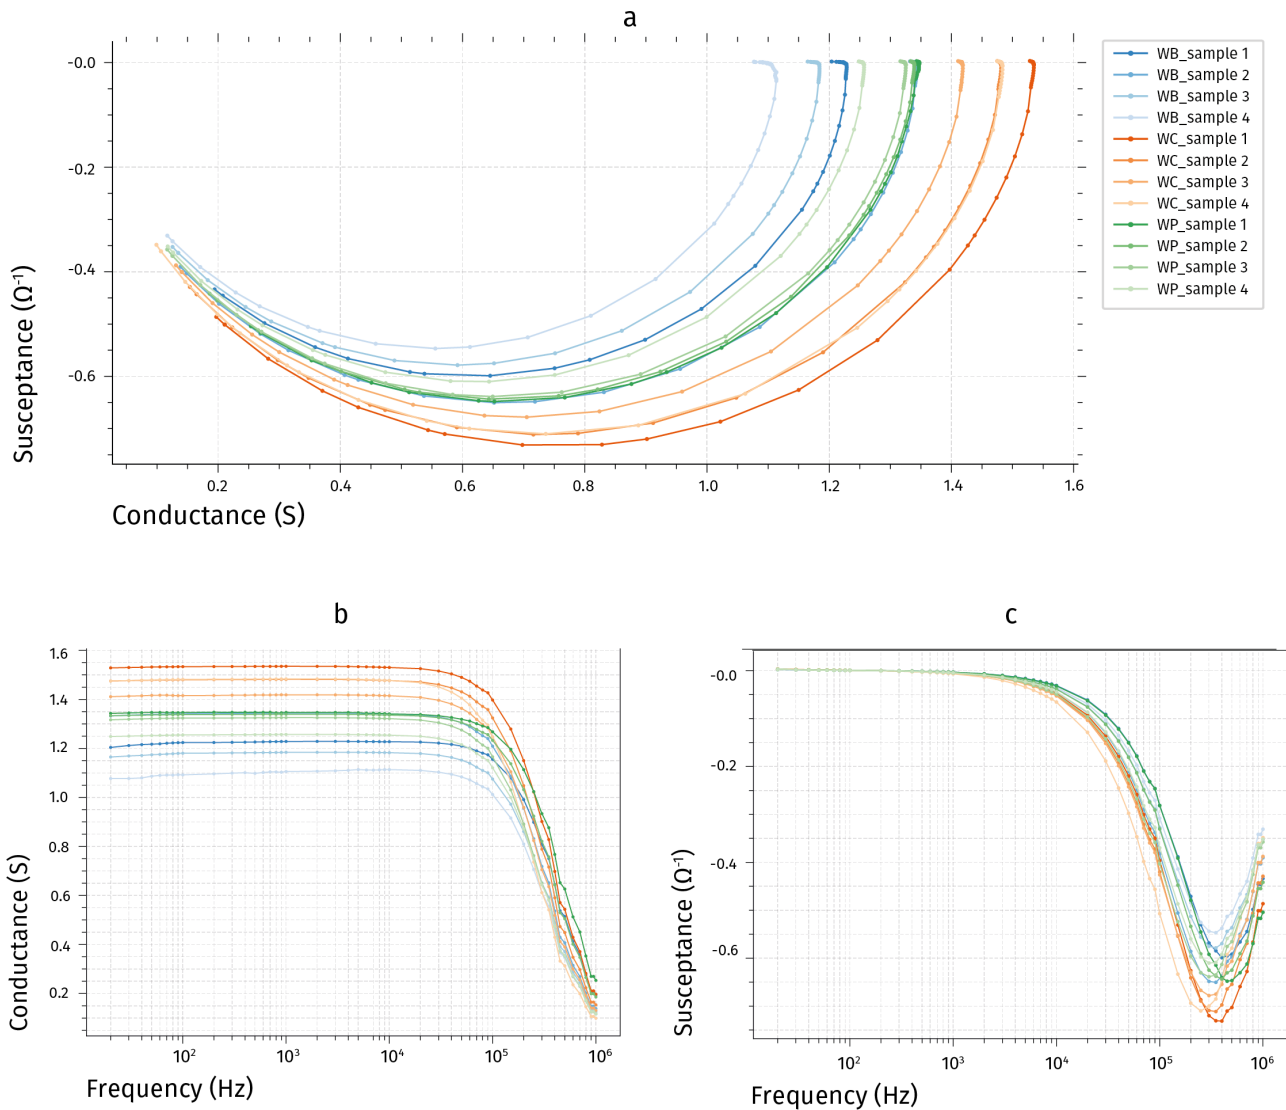 a
-0.0
-0.2
-0.4
-0.6
Susceptance (Ω⁻¹)
0.2 0.4 0.6 0.8 1.0 1.2 1.4 1.6
Conductance (S)
WB_sample 1
WB_sample 2
WB_sample 3
WB_sample 4
WC_sample 1
WC_sample 2
WC_sample 3
WC_sample 4
WP_sample 1
WP_sample 2
WP_sample 3
WP_sample 4
b
1.6
1.4
1.2
1.0
0.8
0.6
0.4
0.2
Conductance (S)
10² 10³ 10⁴ 10⁵ 10⁶
Frequency (Hz)
c
-0.0
-0.2
-0.4
-0.6
Susceptance (Ω⁻¹)
10² 10³ 10⁴ 10⁵ 10⁶
Frequency (Hz)